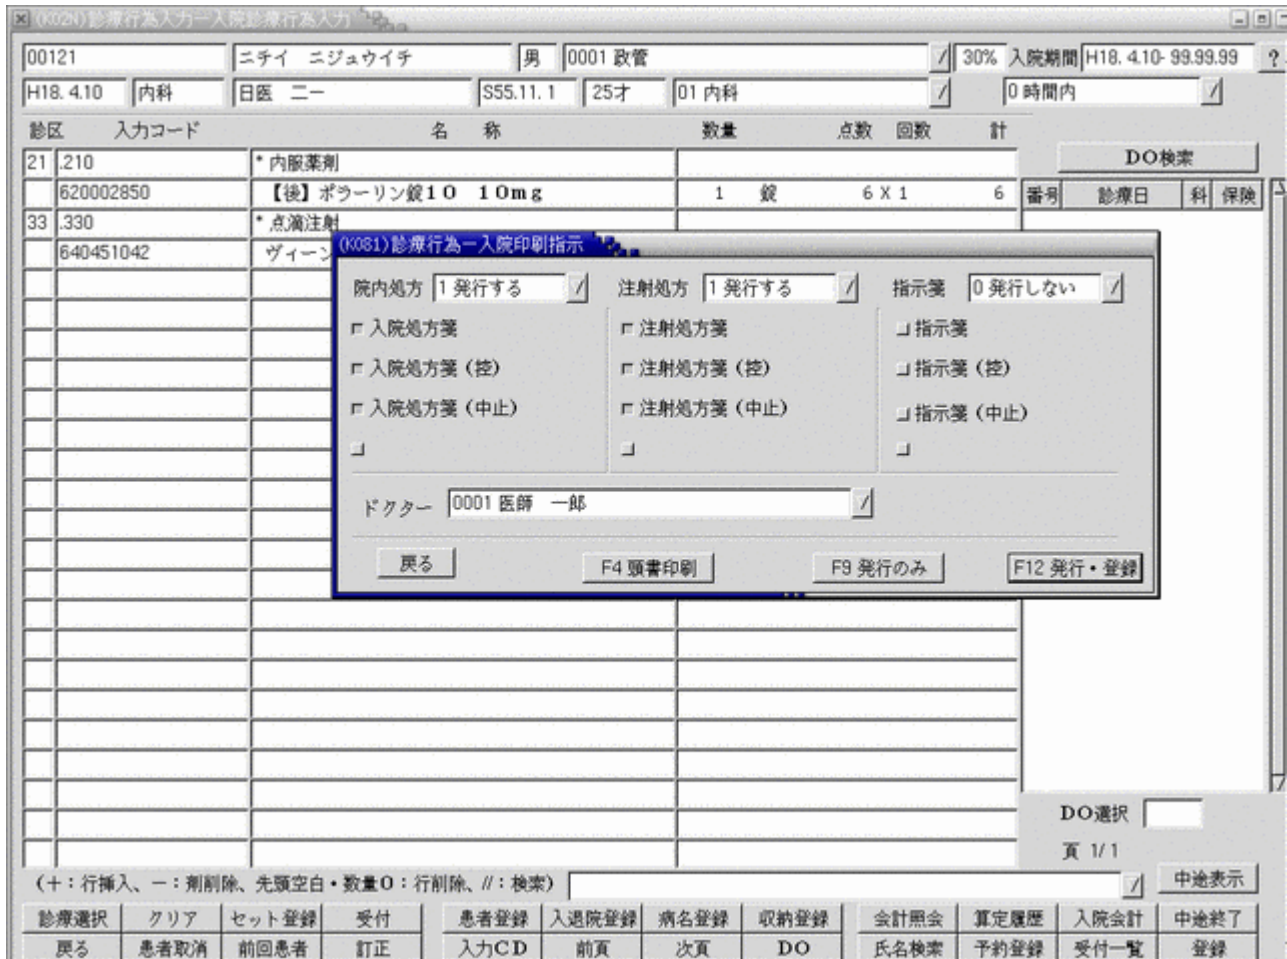 (K02N)診療行為入力ー入院診療行為入力
00121 ニチイ ニジュウイチ 男 0001 政管 30% 入院期間 H18. 4.10- 99.99.99 ?
H18. 4.10 内科 日医 二一 S55.11. 1 25才 01 内科 0 時間内
診区 入力コード 名 称 数量 点数 回数 計
DO検索
21 .210 * 内服薬剤
620002850 【後】ポラーリン錠10 10mg 1 錠 6 X 1 6
番号 診療日 科 保険
33 .330 * 点滴注射
640451042 ヴィーン
(K081)診療行為ー入院印刷指示
院内処方 1 発行する 注射処方 1 発行する 指示箋 0 発行しない
入院処方箋 注射処方箋 指示箋
入院処方箋(控) 注射処方箋(控) 指示箋(控)
入院処方箋(中止) 注射処方箋(中止) 指示箋(中止)
ドクター 0001 医師 一郎
戻る F4 頭書印刷 F9 発行のみ F12 発行・登録
DO選択
頁 1/ 1
(+:行挿入、-:剤削除、先頭空白・数量0:行削除、//:検索) 中途表示
診療選択 クリア セット登録 受付 患者登録 入退院登録 病名登録 収納登録 会計照会 算定履歴 入院会計 中途終了
戻る 患者取消 前回患者 訂正 入力CD 前頁 次頁 DO 氏名検索 予約登録 受付一覧 登録